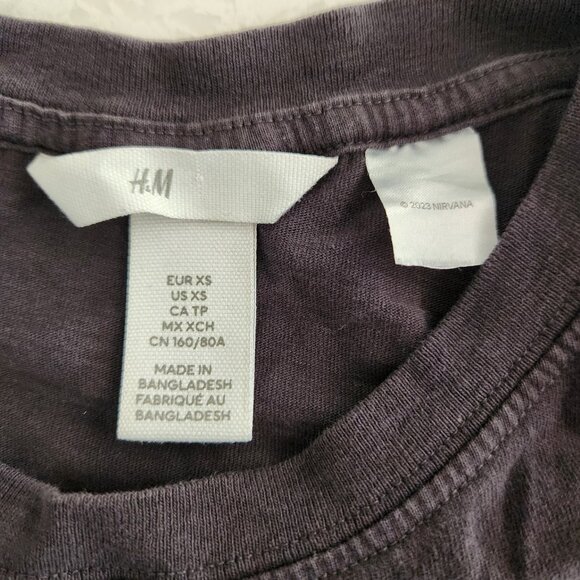 H&M
EUR XS
US XS
CA TP
MX XCH
CN 160/80A
MADE IN
BANGLADESH
FABRIQUÉ AU
BANGLADESH
© 2023 NIRVANA